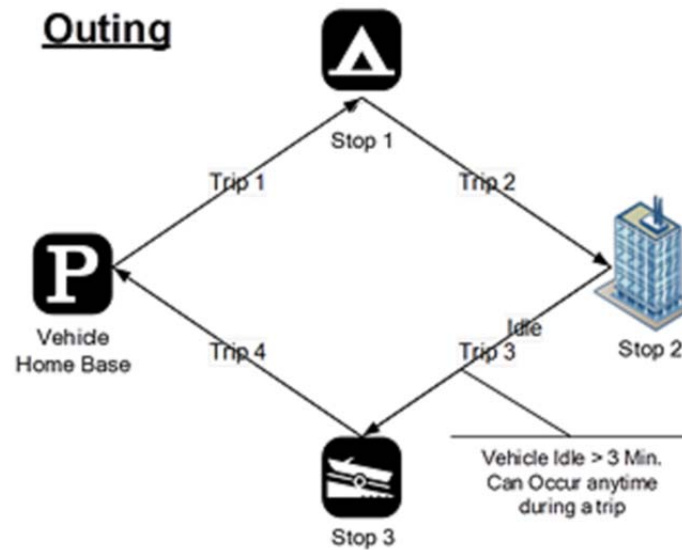 Outing
Stop 1
Trip 1
Trip 2
P
Vehicle
Home Base
Idle
Stop 2
Trip 4
Trip 3
Vehicle Idle > 3 Min.
Can Occur anytime
during a trip
Stop 3